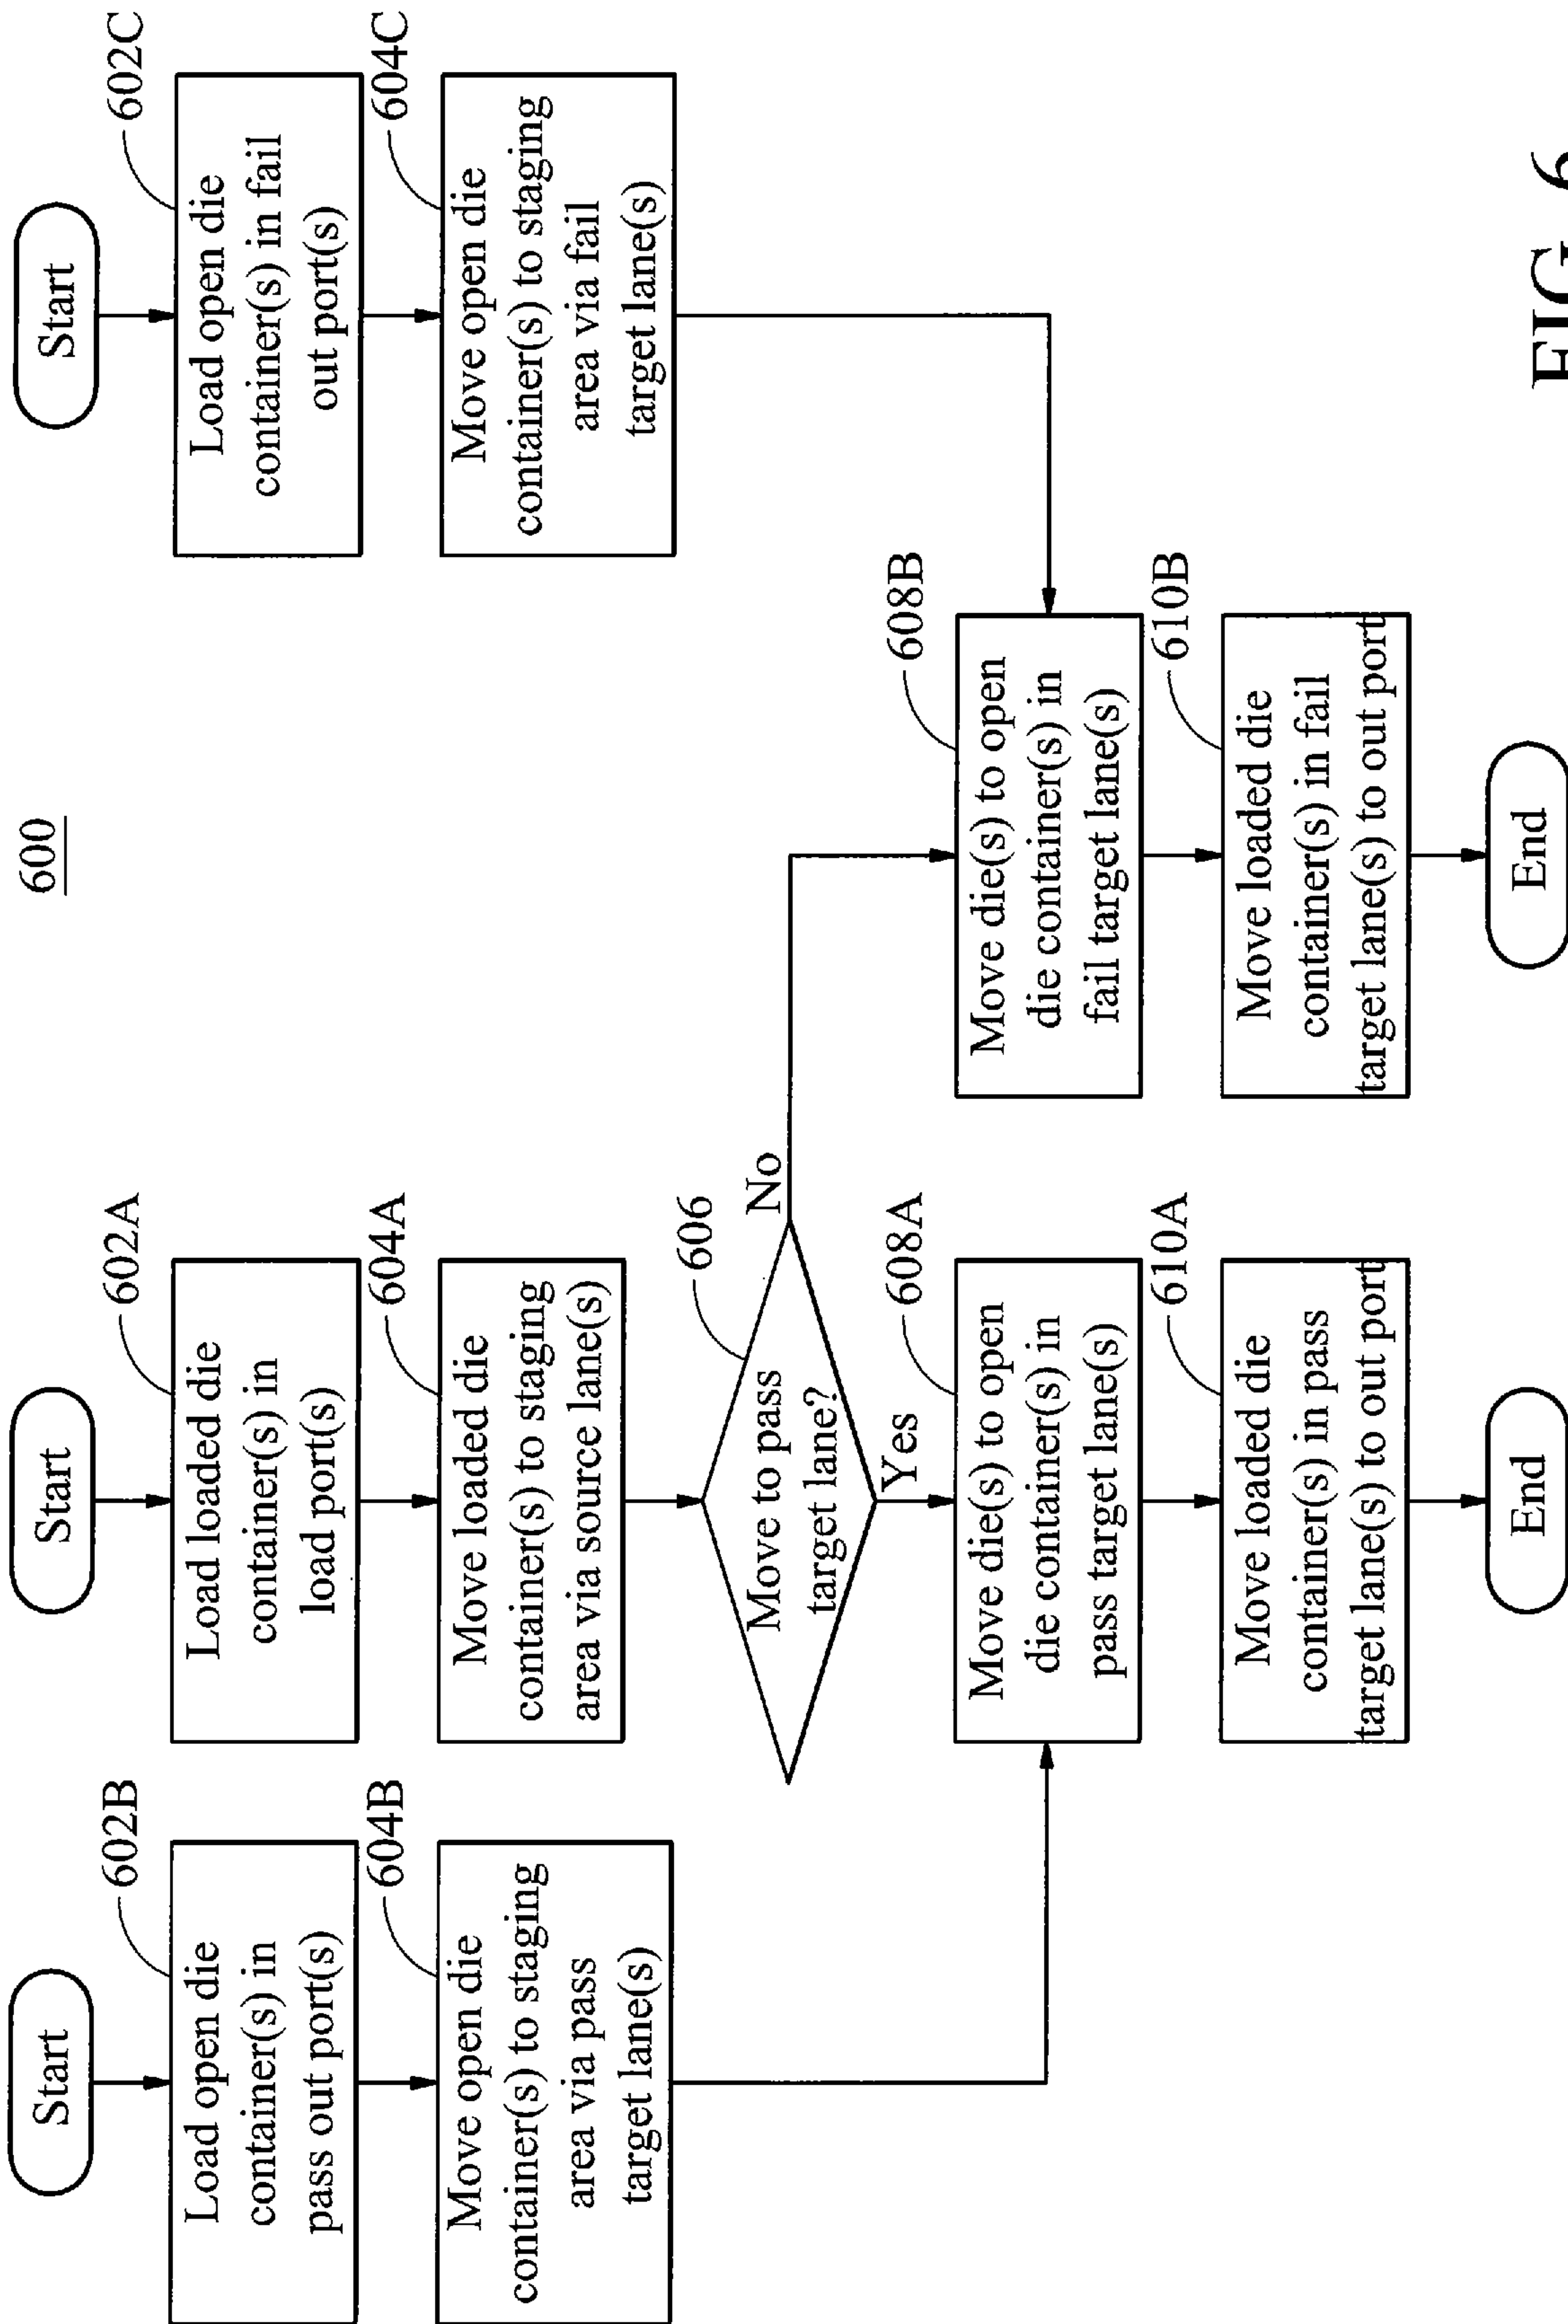 600
Start
602B
Load open die
container(s) in
pass out port(s)
604B
Move open die
container(s) to staging
area via pass
target lane(s)
Start
602A
Load loaded die
container(s) in
load port(s)
604A
Move loaded die
container(s) to staging
area via source lane(s)
606
Move to pass
target lane?
No
Yes
608A
Move die(s) to open
die container(s) in
pass target lane(s)
610A
Move loaded die
container(s) in pass
target lane(s) to out port
End
Start
602C
Load open die
container(s) in fail
out port(s)
604C
Move open die
container(s) to staging
area via fail
target lane(s)
608B
Move die(s) to open
die container(s) in
fail target lane(s)
610B
Move loaded die
container(s) in fail
target lane(s) to out port
End
FIG. 6